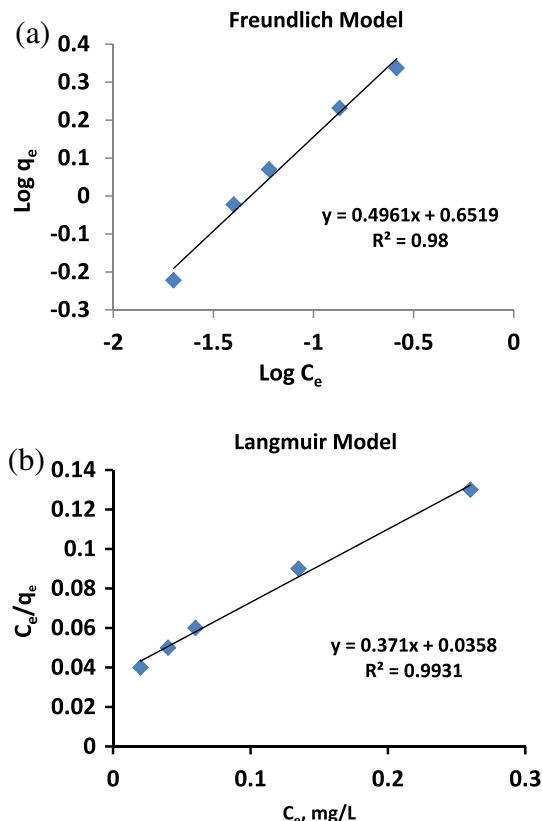 (a)
Freundlich Model
0.4
0.3
0.2
0.1
0
-0.1
-0.2
-0.3
Log qe
y = 0.4961x + 0.6519
R² = 0.98
-2 -1.5 -1 -0.5 0
Log Ce
(b)
Langmuir Model
0.14
0.12
0.1
0.08
0.06
0.04
0.02
0
Ce/qe
y = 0.371x + 0.0358
R² = 0.9931
0 0.1 0.2 0.3
Ce, mg/L